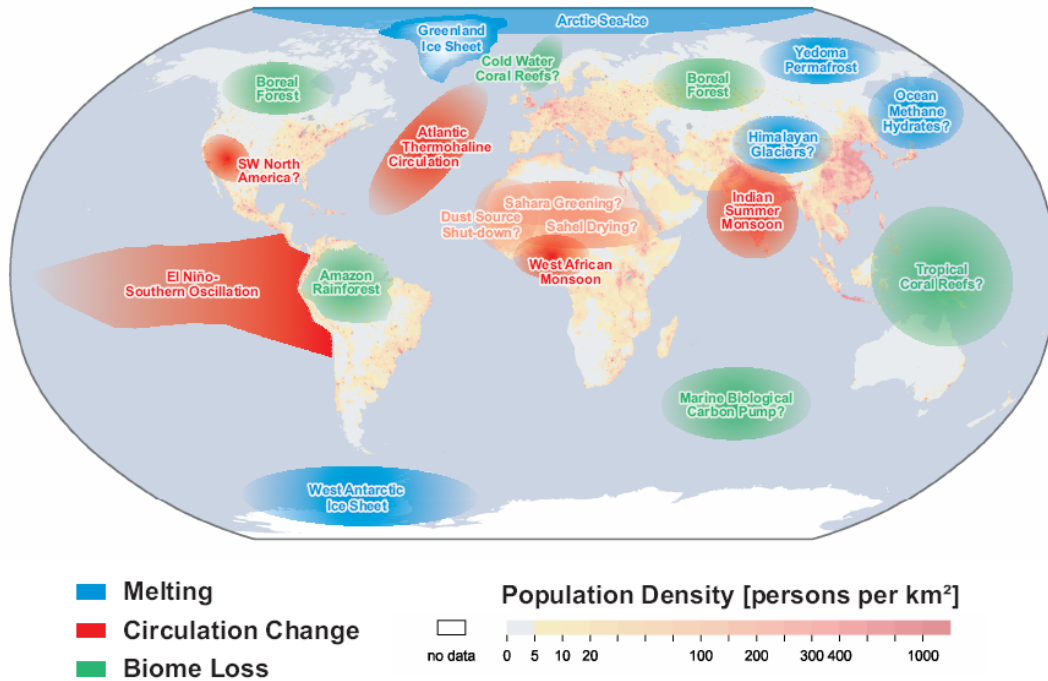 Arctic Sea-Ice
Greenland
Ice Sheet
Cold Water
Coral Reefs?
Yedoma
Permafrost
Boreal
Forest
Boreal
Forest
Ocean
Methane
Hydrates?
Atlantic
Thermohaline
Circulation
Himalayan
Glaciers?
SW North
America?
Sahara Greening?
Dust Source
Shut-down?
Sahel Drying?
Indian
Summer
Monsoon
West African
Monsoon
El Niño-
Southern Oscillation
Amazon
Rainforest
Tropical
Coral Reefs?
Marine Biological
Carbon Pump?
West Antarctic
Ice Sheet
Melting
Circulation Change
Biome Loss
Population Density [persons per km²]
no data
0 5 10 20 100 200 300 400 1000